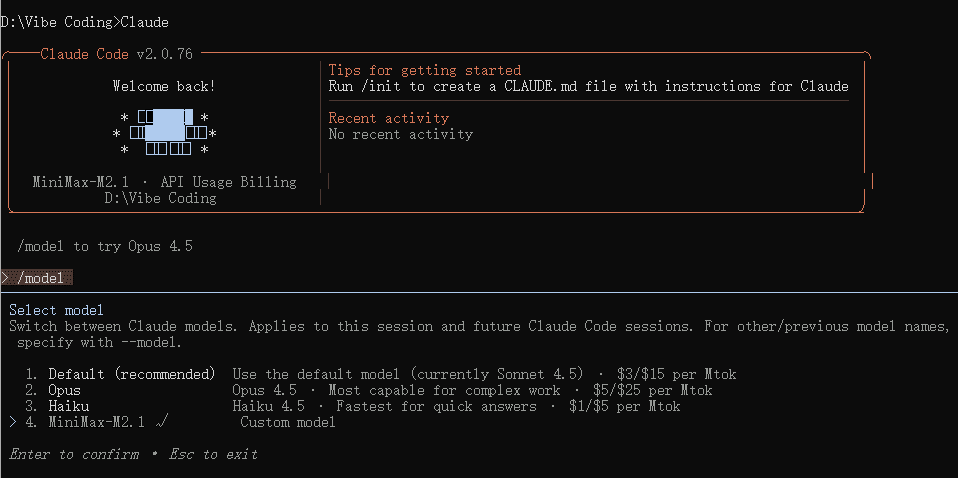 D:\Vibe Coding>Claude
Claude Code v2.0.76
Welcome back!
* *
* *
* *
MiniMax-M2.1 · API Usage Billing
D:\Vibe Coding
Tips for getting started
Run /init to create a CLAUDE.md file with instructions for Claude
Recent activity
No recent activity
/model to try Opus 4.5
> /model
Select model
Switch between Claude models. Applies to this session and future Claude Code sessions. For other/previous model names,
specify with --model.
1. Default (recommended) Use the default model (currently Sonnet 4.5) · $3/$15 per Mtok
2. Opus Opus 4.5 · Most capable for complex work · $5/$25 per Mtok
3. Haiku Haiku 4.5 · Fastest for quick answers · $1/$5 per Mtok
> 4. MiniMax-M2.1 √ Custom model
Enter to confirm · Esc to exit